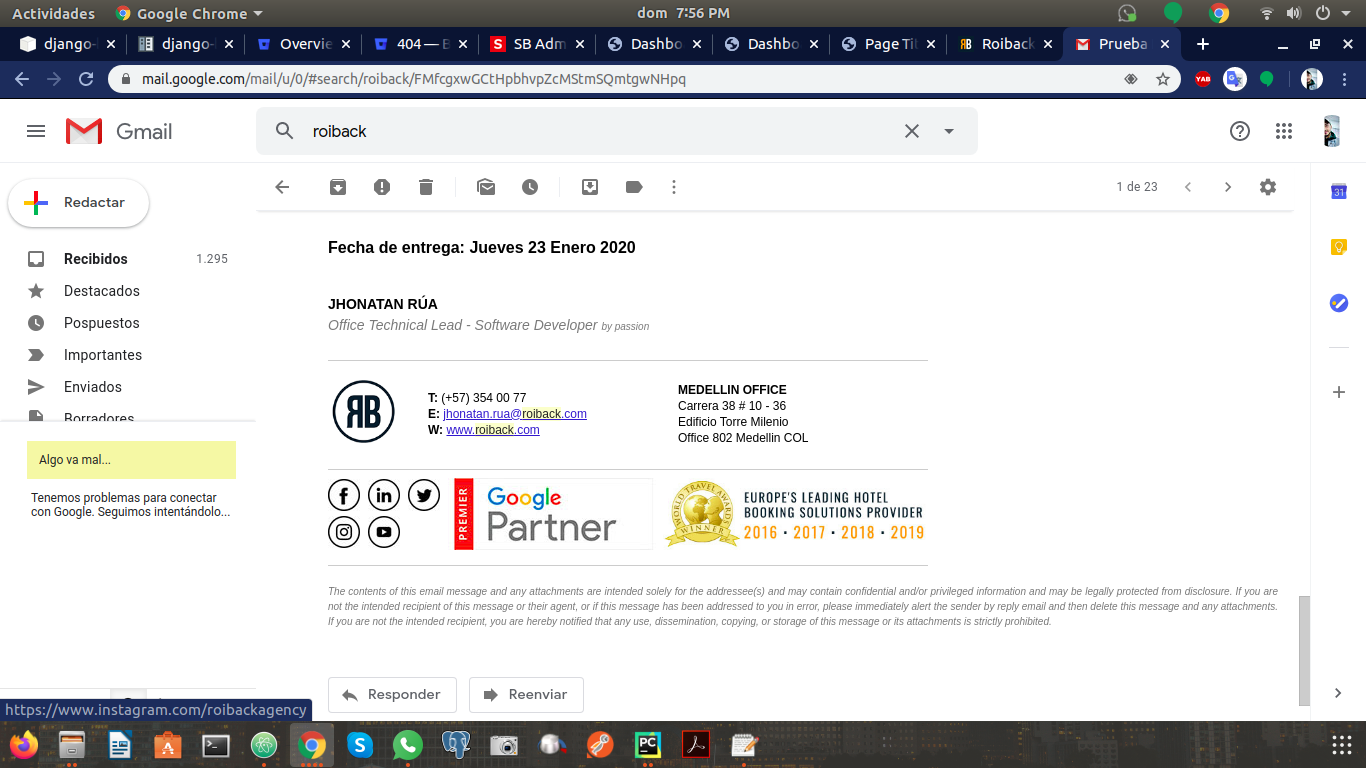 Actividades
Google Chrome
dom 7:56 PM
django-
django-
Overvie
404 — B
SB Adm
Dashbo
Dashbo
Page Tit
Roiback
Prueba
mail.google.com/mail/u/0/#search/roiback/FMfcgxwGCtHpbhvpZcMStmSQmtgwNHpq
YAB
Gmail
roiback
Redactar
1 de 23
31
Recibidos 1.295
Destacados
Pospuestos
Importantes
Enviados
Borradores
Algo va mal...
Tenemos problemas para conectar
con Google. Seguimos intentándolo...
Fecha de entrega: Jueves 23 Enero 2020
JHONATAN RÚA
Office Technical Lead - Software Developer by passion
RB
T: (+57) 354 00 77
E: jhonatan.rua@roiback.com
W: www.roiback.com
MEDELLIN OFFICE
Carrera 38 # 10 - 36
Edificio Torre Milenio
Office 802 Medellin COL
PREMIER
Google
Partner
WORLD TRAVEL AWARDS
WINNER
EUROPE'S LEADING HOTEL
BOOKING SOLUTIONS PROVIDER
2016 · 2017 · 2018 · 2019
The contents of this email message and any attachments are intended solely for the addressee(s) and may contain confidential and/or privileged information and may be legally protected from disclosure. If you are
not the intended recipient of this message or their agent, or if this message has been addressed to you in error, please immediately alert the sender by reply email and then delete this message and any attachments.
If you are not the intended recipient, you are hereby notified that any use, dissemination, copying, or storage of this message or its attachments is strictly prohibited.
Responder
Reenviar
https://www.instagram.com/roibackagency
PC